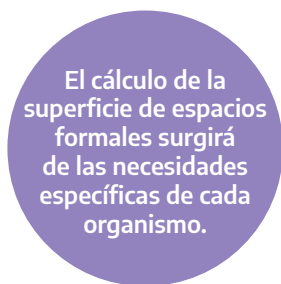 El cálculo de la
superficie de espacios
formales surgirá
de las necesidades
específicas de cada
organismo.